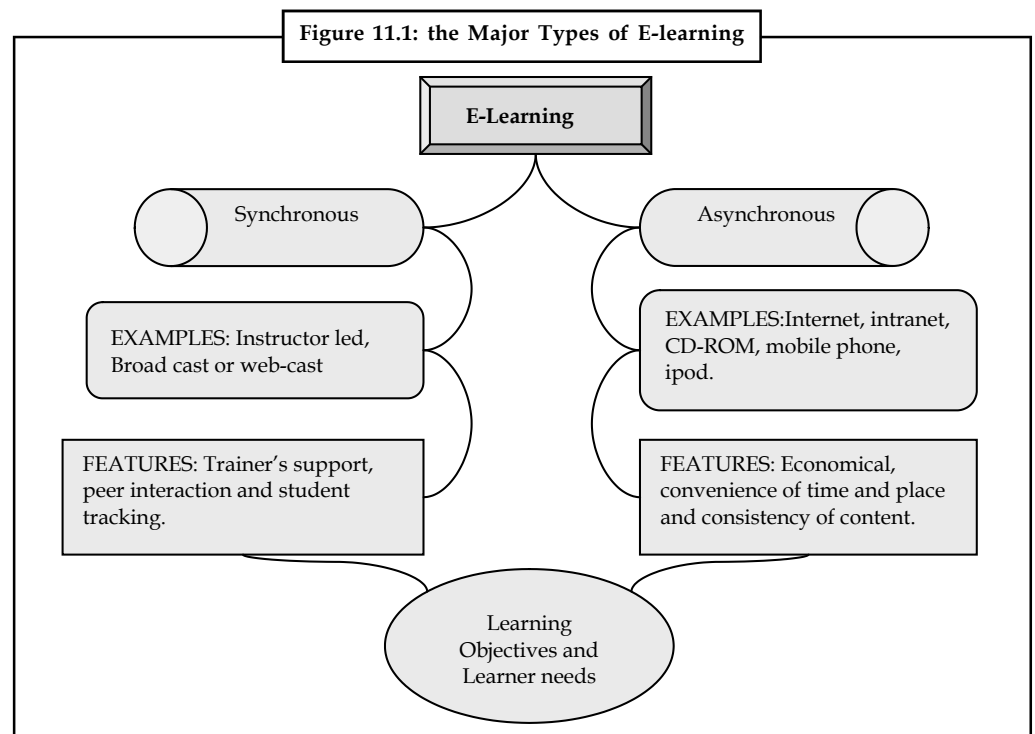 Figure 11.1: the Major Types of E-learning
E-Learning
Synchronous
Asynchronous
EXAMPLES: Instructor led,
Broad cast or web-cast
EXAMPLES:Internet, intranet,
CD-ROM, mobile phone,
ipod.
FEATURES: Trainer’s support,
peer interaction and student
tracking.
FEATURES: Economical,
convenience of time and place
and consistency of content.
Learning
Objectives and
Learner needs